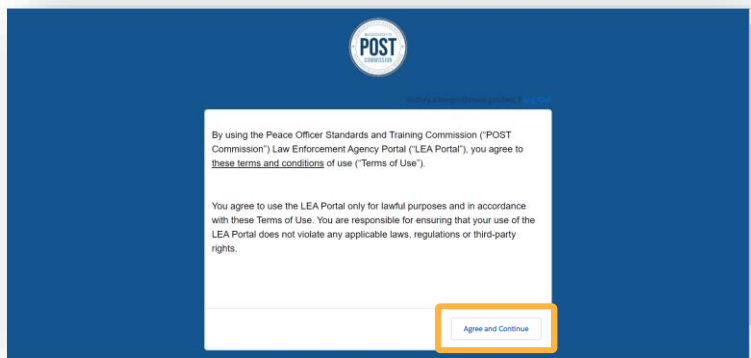 MASSACHUSETTS
POST
COMMISSION
Log Out
By using the Peace Officer Standards and Training Commission (“POST
Commission”) Law Enforcement Agency Portal (“LEA Portal”), you agree to
these terms and conditions of use (“Terms of Use”).
You agree to use the LEA Portal only for lawful purposes and in accordance
with these Terms of Use. You are responsible for ensuring that your use of the
LEA Portal does not violate any applicable laws, regulations or third-party
rights.
Agree and Continue